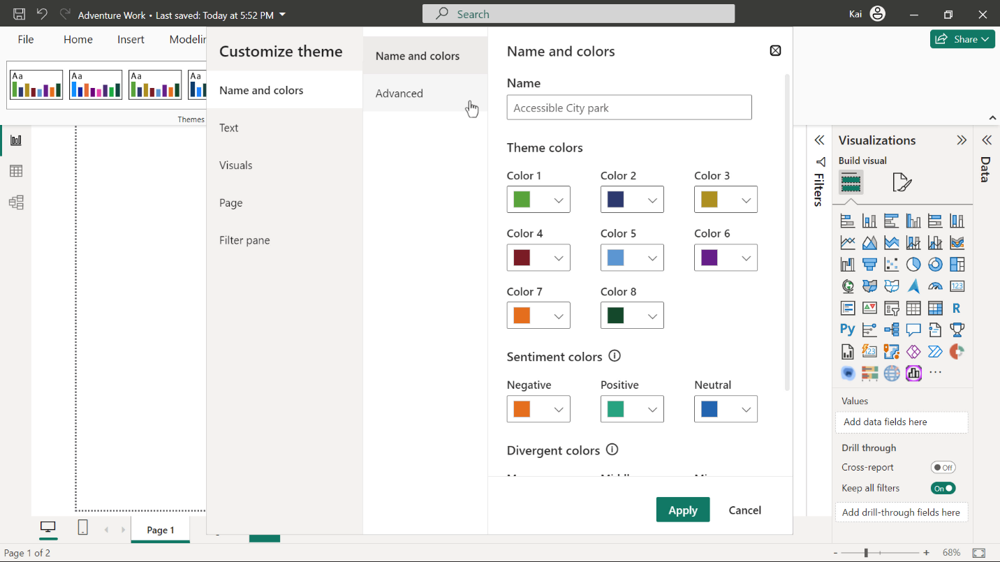 Adventure Work • Last saved: Today at 5:52 PM
Search
Kai
File
Home
Insert
Share
Aa
Aa
Aa
Aa
Themes
Customize theme
Name and colors
Text
Visuals
Page
Filter pane
Name and colors
Advanced
Name and colors
Name
Accessible City park
Theme colors
Color 1
Color 2
Color 3
Color 4
Color 5
Color 6
Color 7
Color 8
Sentiment colors
Negative
Positive
Neutral
Divergent colors
Apply
Cancel
Filters
Visualizations
Build visual
123
R
Py
123
Values
Add data fields here
Drill through
Cross-report
Off
Keep all filters
On
Add drill-through fields here
Data
Page 1
Page 1 of 2
- + 68%